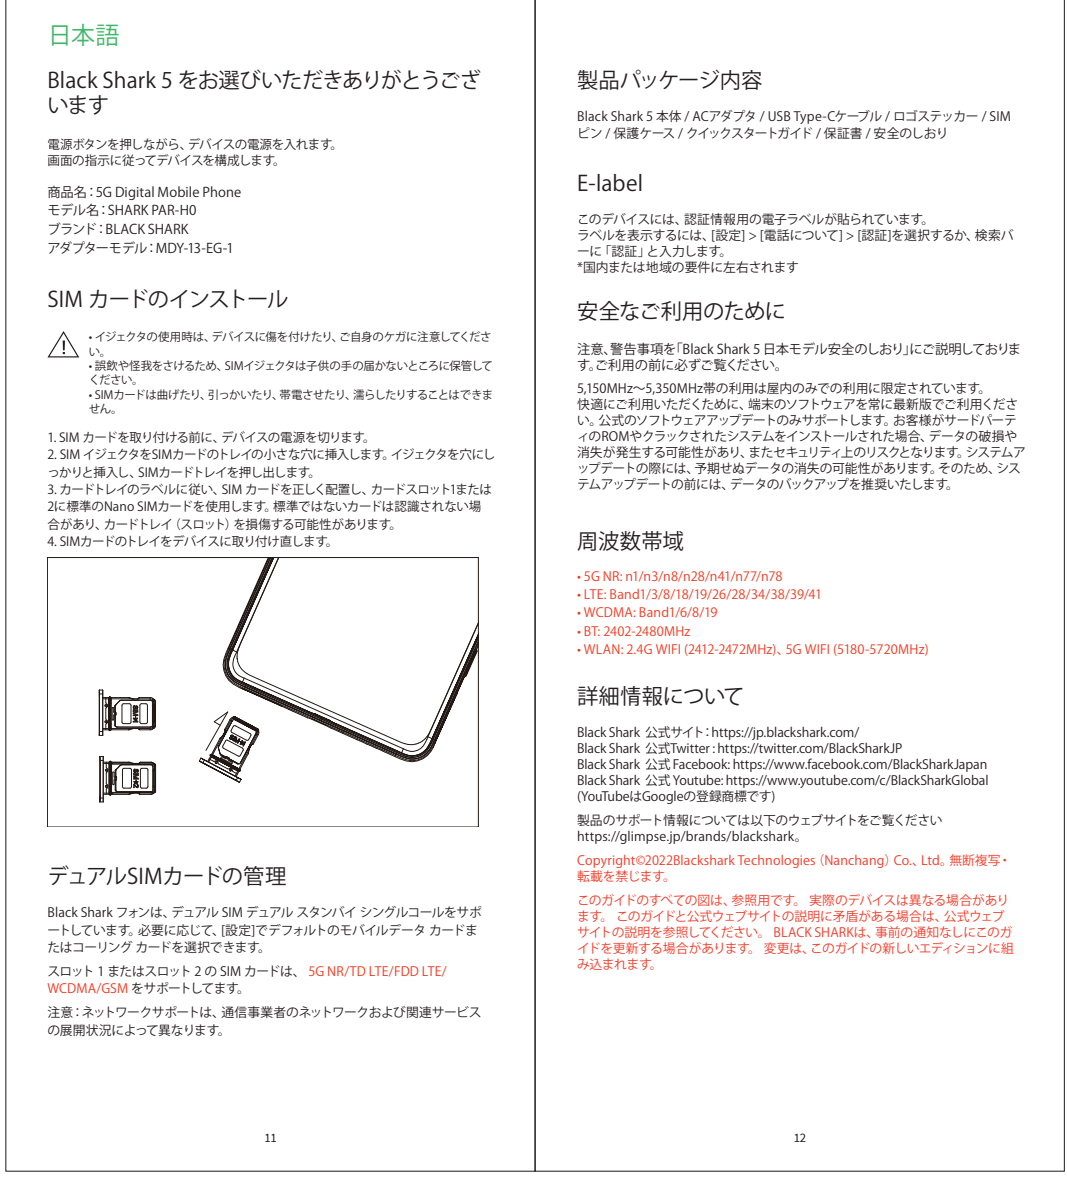 日本語
Black Shark 5 をお選びいただきありがとうござ
います
電源ボタンを押しながら、デバイスの電源を入れます。
画面の指示に従ってデバイスを構成します。
商品名：5G Digital Mobile Phone
モデル名：SHARK PAR-H0
ブランド：BLACK SHARK
アダプターモデル：MDY-13-EG-1
SIM カードのインストール
• イジェクタの使用時は、デバイスに傷を付けたり、ご自身のケガに注意してくださ
い。
• 誤飲や怪我をさけるため、SIMイジェクタは子供の手の届かないところに保管して
ください。
• SIMカードは曲げたり、引っかいたり、帯電させたり、濡らしたりすることはできま
せん。
1. SIM カードを取り付ける前に、デバイスの電源を切ります。
2. SIM イジェクタをSIMカードのトレイの小さな穴に挿入します。イジェクタを穴にし
っかりと挿入し、SIMカードトレイを押し出します。
3. カードトレイのラベルに従い、SIM カードを正しく配置し、カードスロット1または
2に標準のNano SIMカードを使用します。標準ではないカードは認識されない場
合があり、カードトレイ（スロット）を損傷する可能性があります。
4. SIMカードのトレイをデバイスに取り付け直します。
デュアルSIMカードの管理
Black Shark フォンは、デュアル SIM デュアル スタンバイ シングルコールをサポ
ートしています。必要に応じて、[設定]でデフォルトのモバイルデータ カードま
たはコーリング カードを選択できます。
スロット 1 またはスロット 2 の SIM カードは、 5G NR/TD LTE/FDD LTE/
WCDMA/GSM をサポートしてます。
注意：ネットワークサポートは、通信事業者のネットワークおよび関連サービス
の展開状況によって異なります。
11
製品パッケージ内容
Black Shark 5 本体 / ACアダプタ / USB Type-Cケーブル / ロゴステッカー / SIM
ピン / 保護ケース / クイックスタートガイド / 保証書 / 安全のしおり
E-label
このデバイスには、認証情報用の電子ラベルが貼られています。
ラベルを表示するには、[設定] > [電話について] > [認証]を選択するか、検索バ
ーに「認証」と入力します。
*国内または地域の要件に左右されます
安全なご利用のために
注意、警告事項を「Black Shark 5 日本モデル安全のしおり」にご説明しておりま
す。ご利用の前に必ずご覧ください。
5,150MHz～5,350MHz帯の利用は屋内のみでの利用に限定されています。
快適にご利用いただくために、端末のソフトウェアを常に最新版でご利用くださ
い。公式のソフトウェアアップデートのみサポートします。お客様がサードパーテ
ィのROMやクラックされたシステムをインストールされた場合、データの破損や
消失が発生する可能性があり、またセキュリティ上のリスクとなります。システムア
ップデートの際には、予期せぬデータの消失の可能性があります。そのため、シス
テムアップデートの前には、データのバックアップを推奨いたします。
周波数帯域
• 5G NR: n1/n3/n8/n28/n41/n77/n78
• LTE: Band1/3/8/18/19/26/28/34/38/39/41
• WCDMA: Band1/6/8/19
• BT: 2402-2480MHz
• WLAN: 2.4G WIFI (2412-2472MHz)、5G WIFI (5180-5720MHz)
詳細情報について
Black Shark 公式サイト：https://jp.blackshark.com/
Black Shark 公式Twitter : https://twitter.com/BlackSharkJP
Black Shark 公式 Facebook: https://www.facebook.com/BlackSharkJapan
Black Shark 公式 Youtube: https://www.youtube.com/c/BlackSharkGlobal
(YouTubeはGoogleの登録商標です)
製品のサポート情報については以下のウェブサイトをご覧ください
https://glimpse.jp/brands/blackshark。
Copyright©2022Blackshark Technologies（Nanchang）Co.、Ltd。無断複写・
転載を禁じます。
このガイドのすべての図は、参照用です。 実際のデバイスは異なる場合があり
ます。 このガイドと公式ウェブサイトの説明に矛盾がある場合は、公式ウェブ
サイトの説明を参照してください。 BLACK SHARKは、事前の通知なしにこのガ
イドを更新する場合があります。 変更は、このガイドの新しいエディションに組
み込まれます。
12